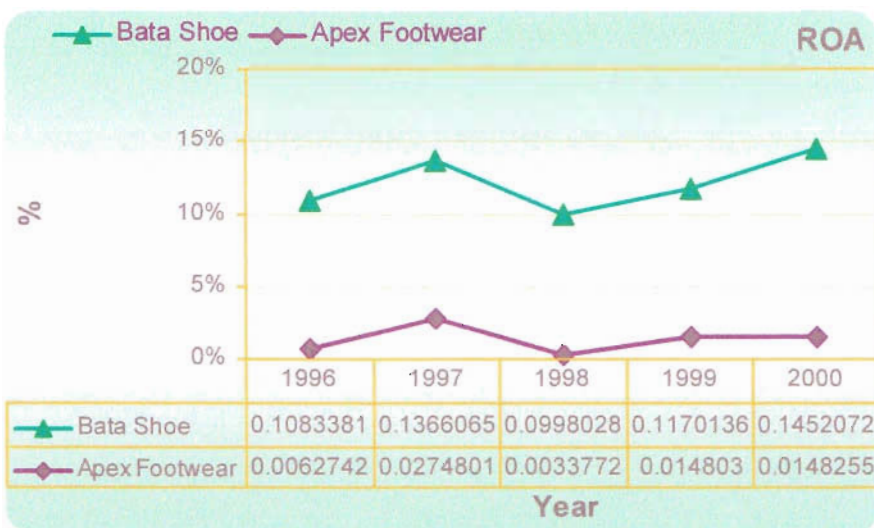 Bata Shoe Apex Footwear ROA
20%
15%
10%
5%
0%
%
1996 1997 1998 1999 2000
Bata Shoe 0.1083381 0.1366065 0.0998028 0.1170136 0.1452072
Apex Footwear 0.0062742 0.0274801 0.0033772 0.014803 0.0148255
Year